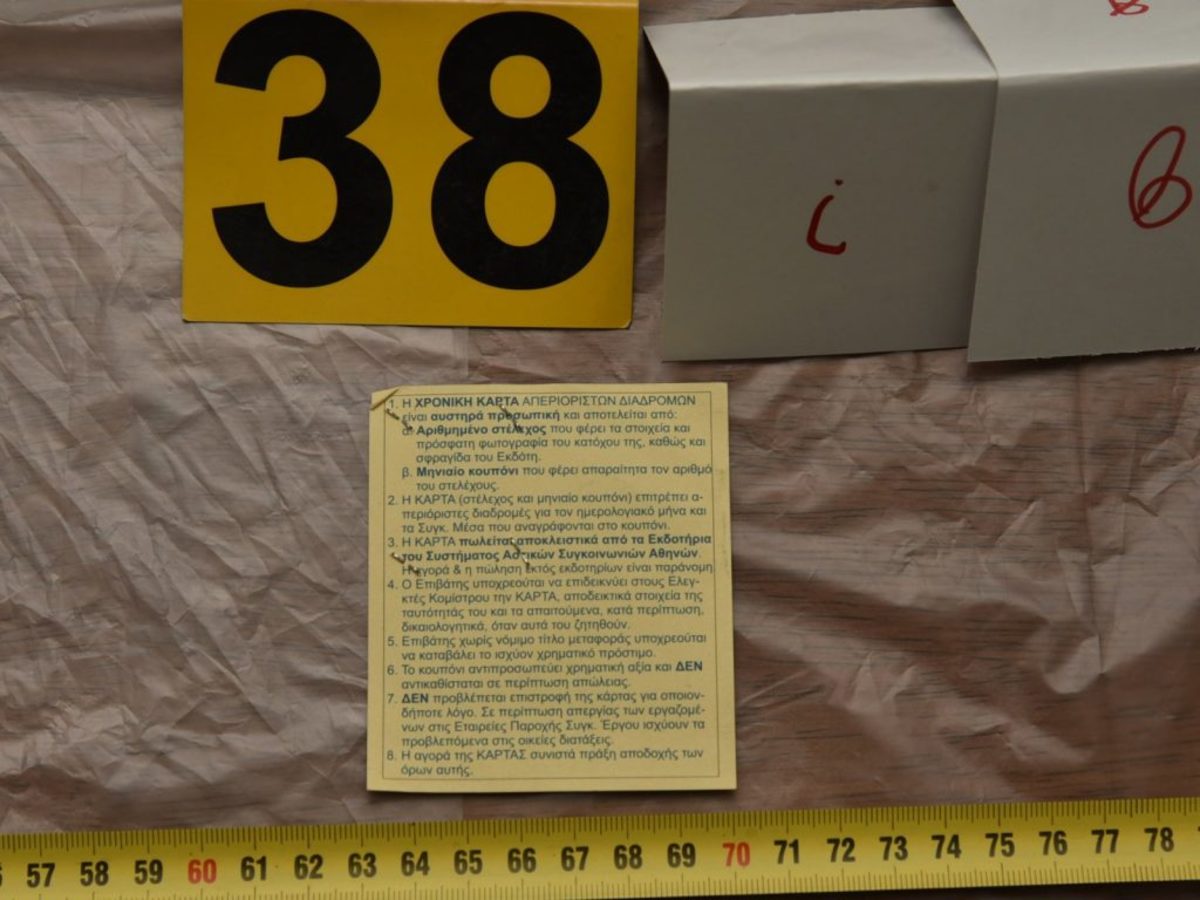 38
i
β
1. Η ΧΡΟΝΙΚΗ ΚΑΡΤΑ ΑΠΕΡΙΟΡΙΣΤΩΝ ΔΙΑΔΡΟΜΩΝ
είναι αυστηρά προσωπική και αποτελείται από:
α. Αριθμημένο στέλεχος που φέρει τα στοιχεία και
πρόσφατη φωτογραφία του κατόχου της, καθώς και
σφραγίδα του Εκδότη.
β. Μηνιαίο κουπόνι που φέρει απαραίτητα τον αριθμό
του στελέχους.
2. Η ΚΑΡΤΑ (στέλεχος και μηνιαίο κουπόνι) επιτρέπει α-
περιόριστες διαδρομές για τον ημερολογιακό μήνα και
τα Συγκ. Μέσα που αναγράφονται στο κουπόνι.
3. Η ΚΑΡΤΑ πωλείται αποκλειστικά από τα Εκδοτήρια
του Συστήματος Αστικών Συγκοινωνιών Αθηνών.
Η αγορά & η πώληση εκτός εκδοτηρίων είναι παράνομη.
4. Ο Επιβάτης υποχρεούται να επιδεικνύει στους Ελεγ-
κτές Κομίστρου την ΚΑΡΤΑ, αποδεικτικά στοιχεία της
ταυτότητάς του και τα απαιτούμενα, κατά περίπτωση,
δικαιολογητικά, όταν αυτά του ζητηθούν.
5. Επιβάτης χωρίς νόμιμο τίτλο μεταφοράς υποχρεούται
να καταβάλει το ισχύον χρηματικό πρόστιμο.
6. Το κουπόνι αντιπροσωπεύει χρηματική αξία και ΔΕΝ
αντικαθίσταται σε περίπτωση απώλειας.
7. ΔΕΝ προβλέπεται επιστροφή της κάρτας για οποιον-
δήποτε λόγο. Σε περίπτωση απεργίας των εργαζομέ-
νων στις Εταιρείες Παροχής Συγκ. Έργου ισχύουν τα
προβλεπόμενα στις οικείες διατάξεις.
8. Η αγορά της ΚΑΡΤΑΣ συνιστά πράξη αποδοχής των
όρων αυτής.
57 58 59 60 61 62 63 64 65 66 67 68 69 70 71 72 73 74 75 76 77 78